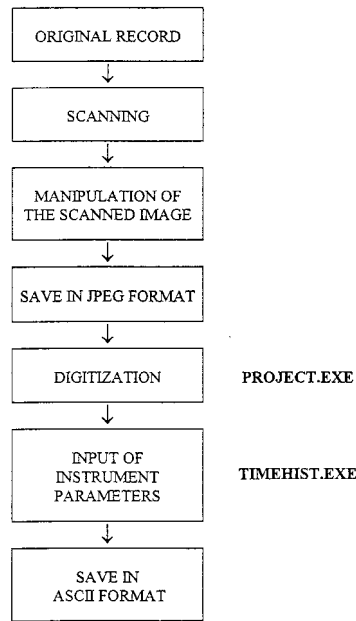 ORIGINAL RECORD
SCANNING
MANIPULATION OF
THE SCANNED IMAGE
SAVE IN JPEG FORMAT
DIGITIZATION
PROJECT.EXE
INPUT OF
INSTRUMENT
PARAMETERS
TIMEHIST.EXE
SAVE IN
ASCII FORMAT